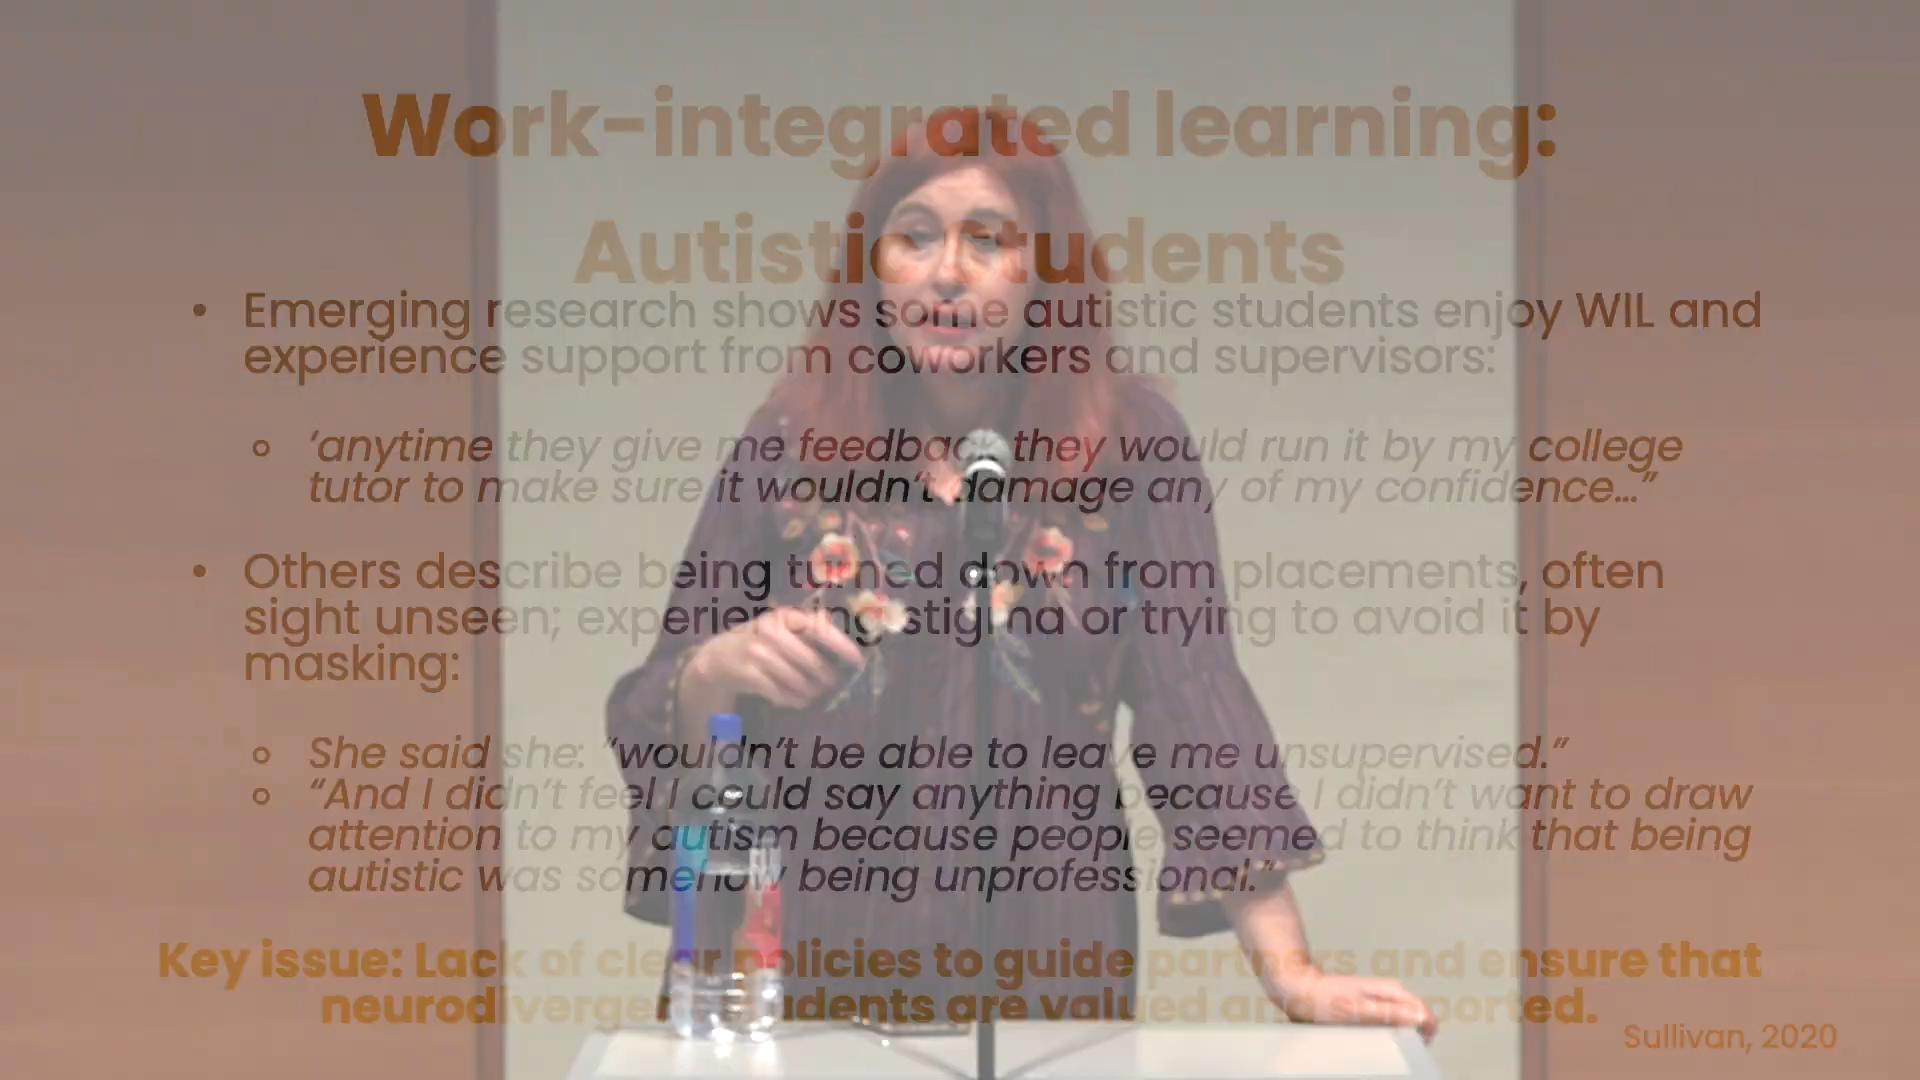 Work-integrated learning:
Autistic students
• Emerging research shows some autistic students enjoy WIL and
experience support from coworkers and supervisors:
o ‘anytime they give me feedback they would run it by my college
tutor to make sure it wouldn’t damage any of my confidence…”
• Others describe being turned down from placements, often
sight unseen; experiencing stigma or trying to avoid it by
masking:
o She said she: “wouldn’t be able to leave me unsupervised.”
o “And I didn’t feel I could say anything because I didn’t want to draw
attention to my autism because people seemed to think that being
autistic was somehow being unprofessional.”
Key issue: Lack of clear policies to guide partners and ensure that
neurodivergent students are valued and supported.
Sullivan, 2020